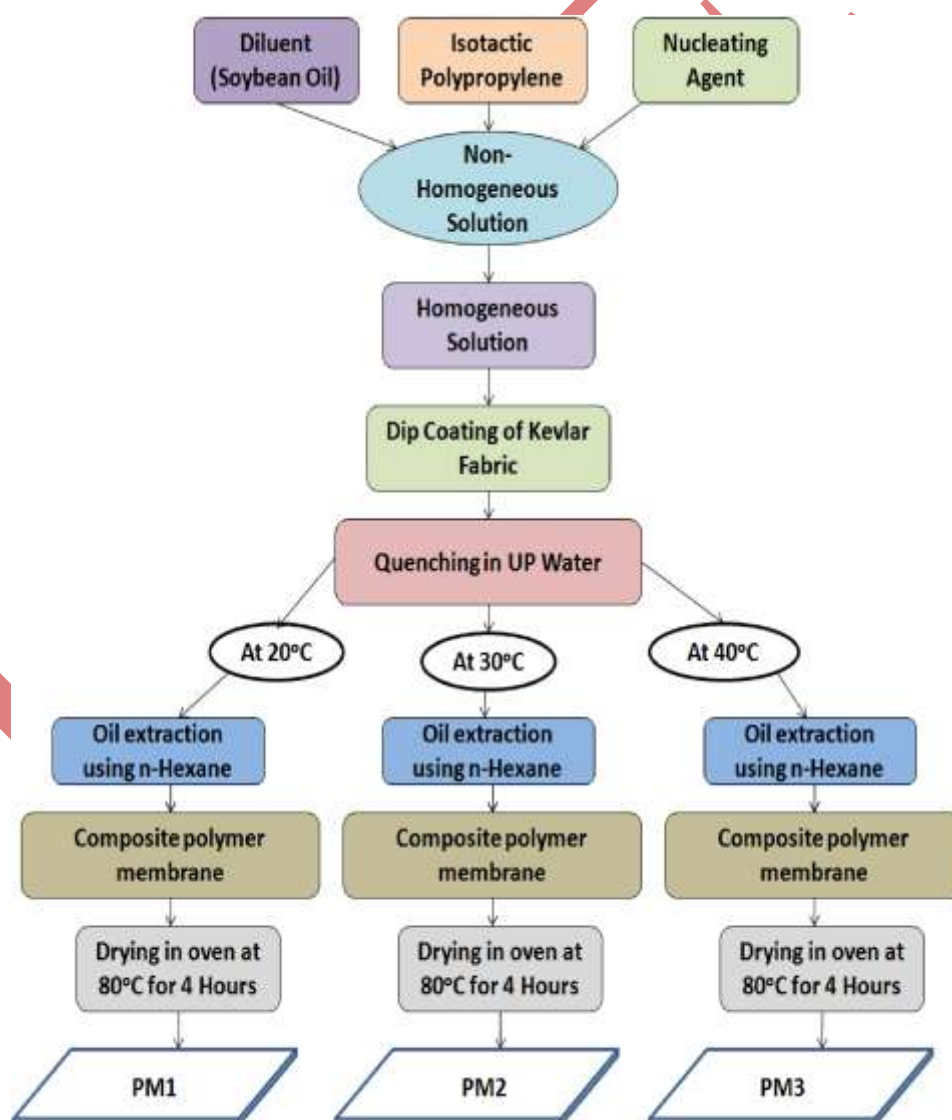 Diluent
(Soybean Oil)
Isotactic
Polypropylene
Nucleating
Agent
Non-
Homogeneous
Solution
Homogeneous
Solution
Dip Coating of Kevlar
Fabric
Quenching in UP Water
At 20°C
At 30°C
At 40°C
Oil extraction
using n-Hexane
Oil extraction
using n-Hexane
Oil extraction
using n-Hexane
Composite polymer
membrane
Composite polymer
membrane
Composite polymer
membrane
Drying in oven at
80°C for 4 Hours
Drying in oven at
80°C for 4 Hours
Drying in oven at
80°C for 4 Hours
PM1
PM2
PM3